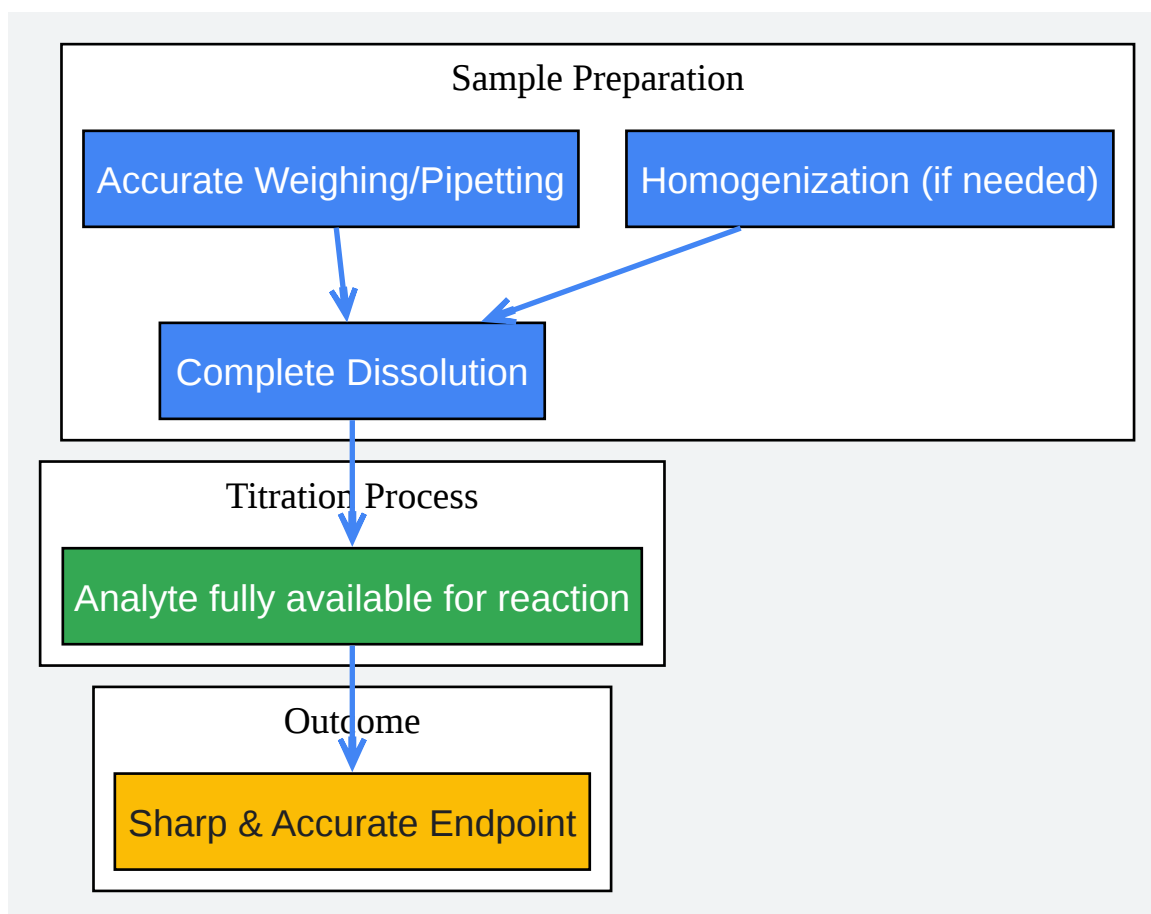 Sample Preparation
Accurate Weighing/Pipetting
Homogenization (if needed)
Complete Dissolution
Titration Process
Analyte fully available for reaction
Outcome
Sharp & Accurate Endpoint